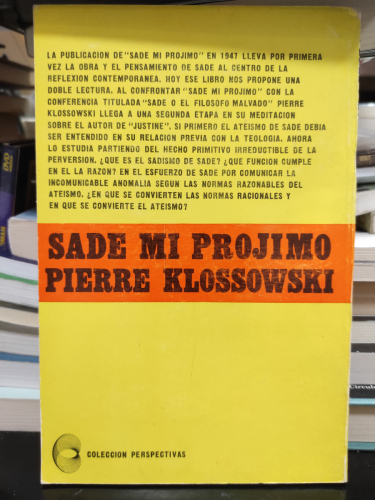 LA PUBLICACION DE "SADE MI PROJIMO" EN 1947 LLEVA POR PRIMERA
VEZ LA OBRA Y EL PENSAMIENTO DE SADE AL CENTRO DE LA
REFLEXION CONTEMPORANEA. HOY ESE LIBRO NOS PROPONE UNA
DOBLE LECTURA. AL CONFRONTAR "SADE MI PROJIMO" CON LA
CONFERENCIA TITULADA "SADE O EL FILOSOFO MALVADO" PIERRE
KLOSSOWSKI LLEGA A UNA SEGUNDA ETAPA EN SU MEDITACION
SOBRE EL AUTOR DE "JUSTINE". SI PRIMERO EL ATEISMO DE SADE DEBIA
SER ENTENDIDO EN SU RELACION PREVIA CON LA TEOLOGIA. AHORA
LO ESTUDIA PARTIENDO DEL HECHO PRIMITIVO IRREDUCTIBLE DE LA
PERVERSION. ¿QUE ES EL SADISMO DE SADE? ¿QUE FUNCION CUMPLE
EN EL LA RAZON? EN EL ESFUERZO DE SADE POR COMUNICAR LA
INCOMUNICABLE ANOMALIA SEGUN LAS NORMAS RAZONABLES DEL
ATEISMO. ¿EN QUE SE CONVIERTEN LAS NORMAS RACIONALES Y
EN QUE SE CONVIERTE EL ATEISMO?
SADE MI PROJIMO
PIERRE KLOSSOWSKI
COLECCION PERSPECTIVAS
DVD